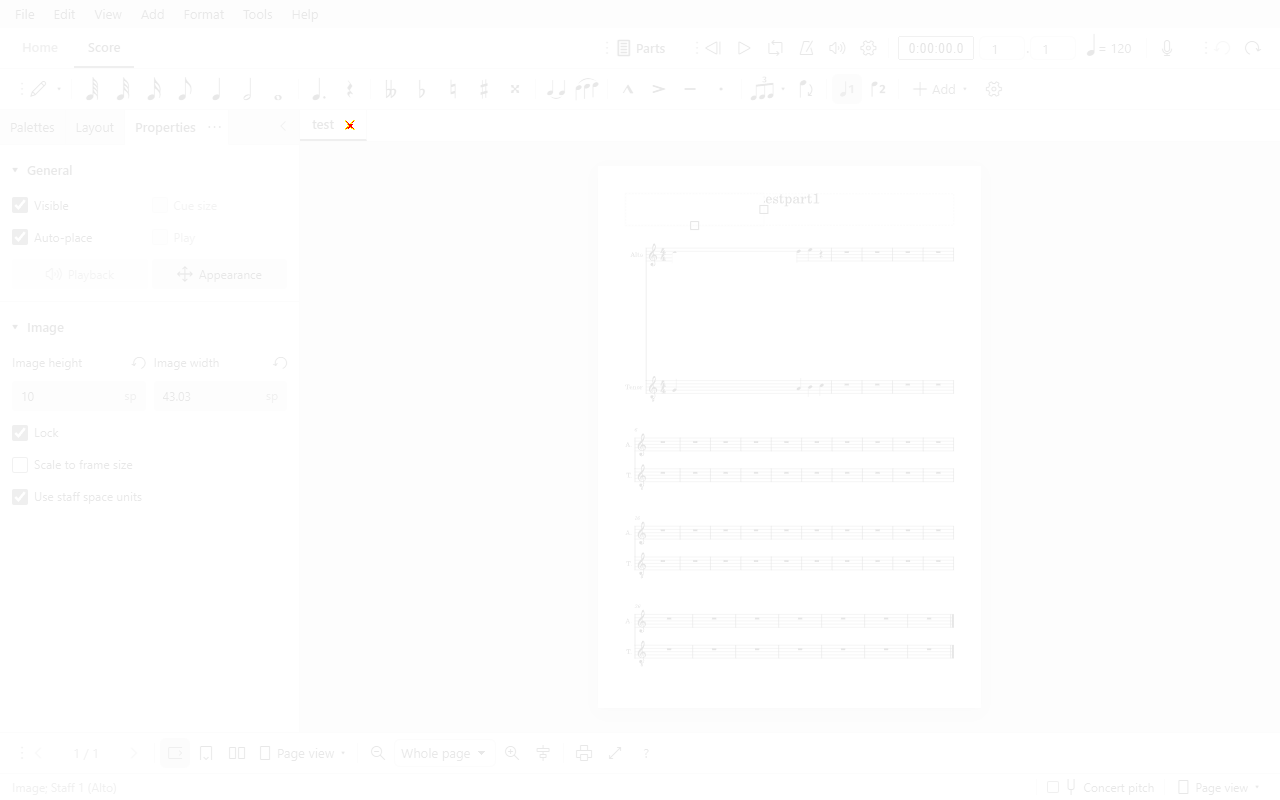 File Edit View Add Format Tools Help
Home Score Parts 0:00:00.0 1 . 1 = 120
Add
Palettes Layout Properties
test
General
Visible Cue size
Auto-place Play
Playback Appearance
Image
Image height Image width
10 sp 43.03 sp
Lock
Scale to frame size
Use staff space units
estpart1
Alto
Tenor
A
T
A
T
A
T
1 / 1 Page view Whole page ?
Image; Staff 1 (Alto) Concert pitch Page view